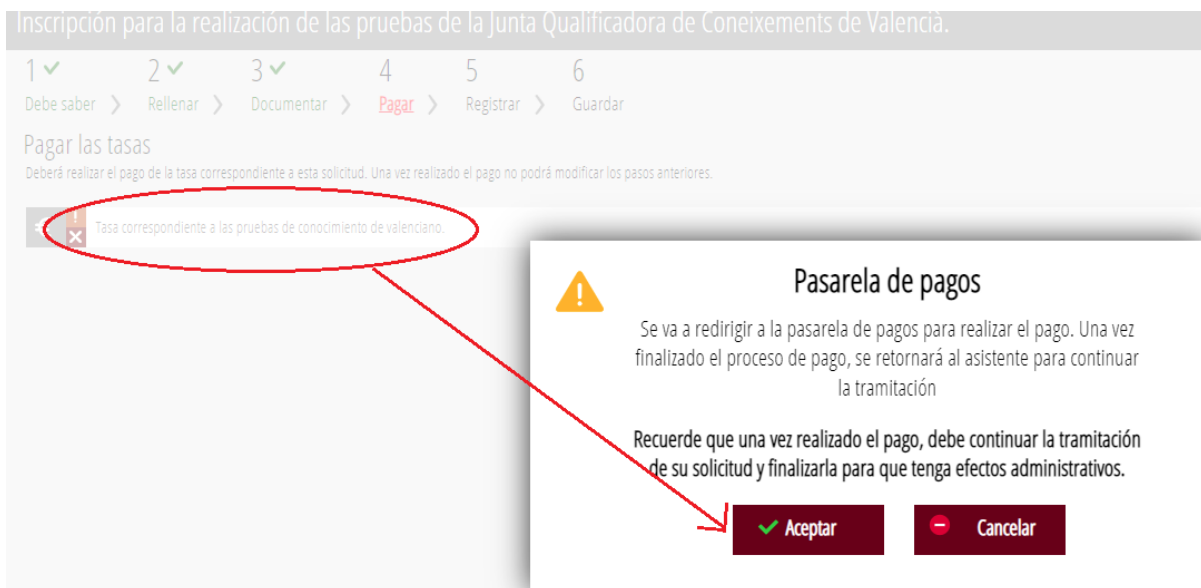 Inscripción para la realización de las pruebas de la Junta Qualificadora de Coneixements de Valencià.
1 2 3 4 5 6
Debe saber Rellenar Documentar Pagar Registrar Guardar
Pagar las tasas
Deberá realizar el pago de la tasa correspondiente a esta solicitud. Una vez realizado el pago no podrá modificar los pasos anteriores.
Tasa correspondiente a las pruebas de conocimiento de valenciano.
Pasarela de pagos
Se va a redirigir a la pasarela de pagos para realizar el pago. Una vez
finalizado el proceso de pago, se retornará al asistente para continuar
la tramitación
Recuerde que una vez realizado el pago, debe continuar la tramitación
de su solicitud y finalizarla para que tenga efectos administrativos.
Aceptar Cancelar